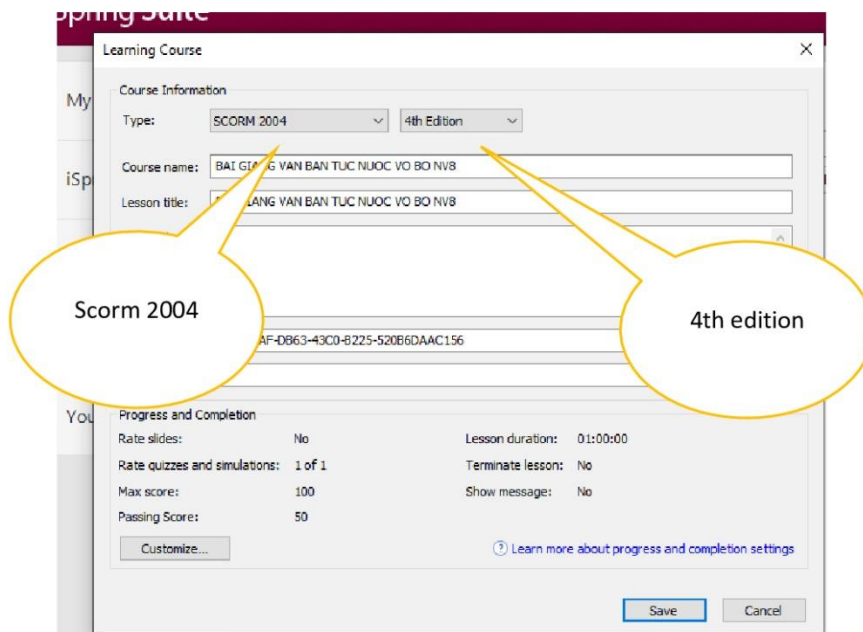 Spring Suite
Learning Course
Course Information
My
Type: SCORM 2004 4th Edition
Course name: BAI GIANG VAN BAN TUC NUOC VO BO NV8
iSpr
Lesson title: GIANG VAN BAN TUC NUOC VO BO NV8
Scorm 2004
4th edition
AF-DB63-43C0-B225-520B6DAAC156
You
Progress and Completion
Rate slides: No Lesson duration: 01:00:00
Rate quizzes and simulations: 1 of 1 Terminate lesson: No
Max score: 100 Show message: No
Passing Score: 50
Customize... Learn more about progress and completion settings
Save Cancel